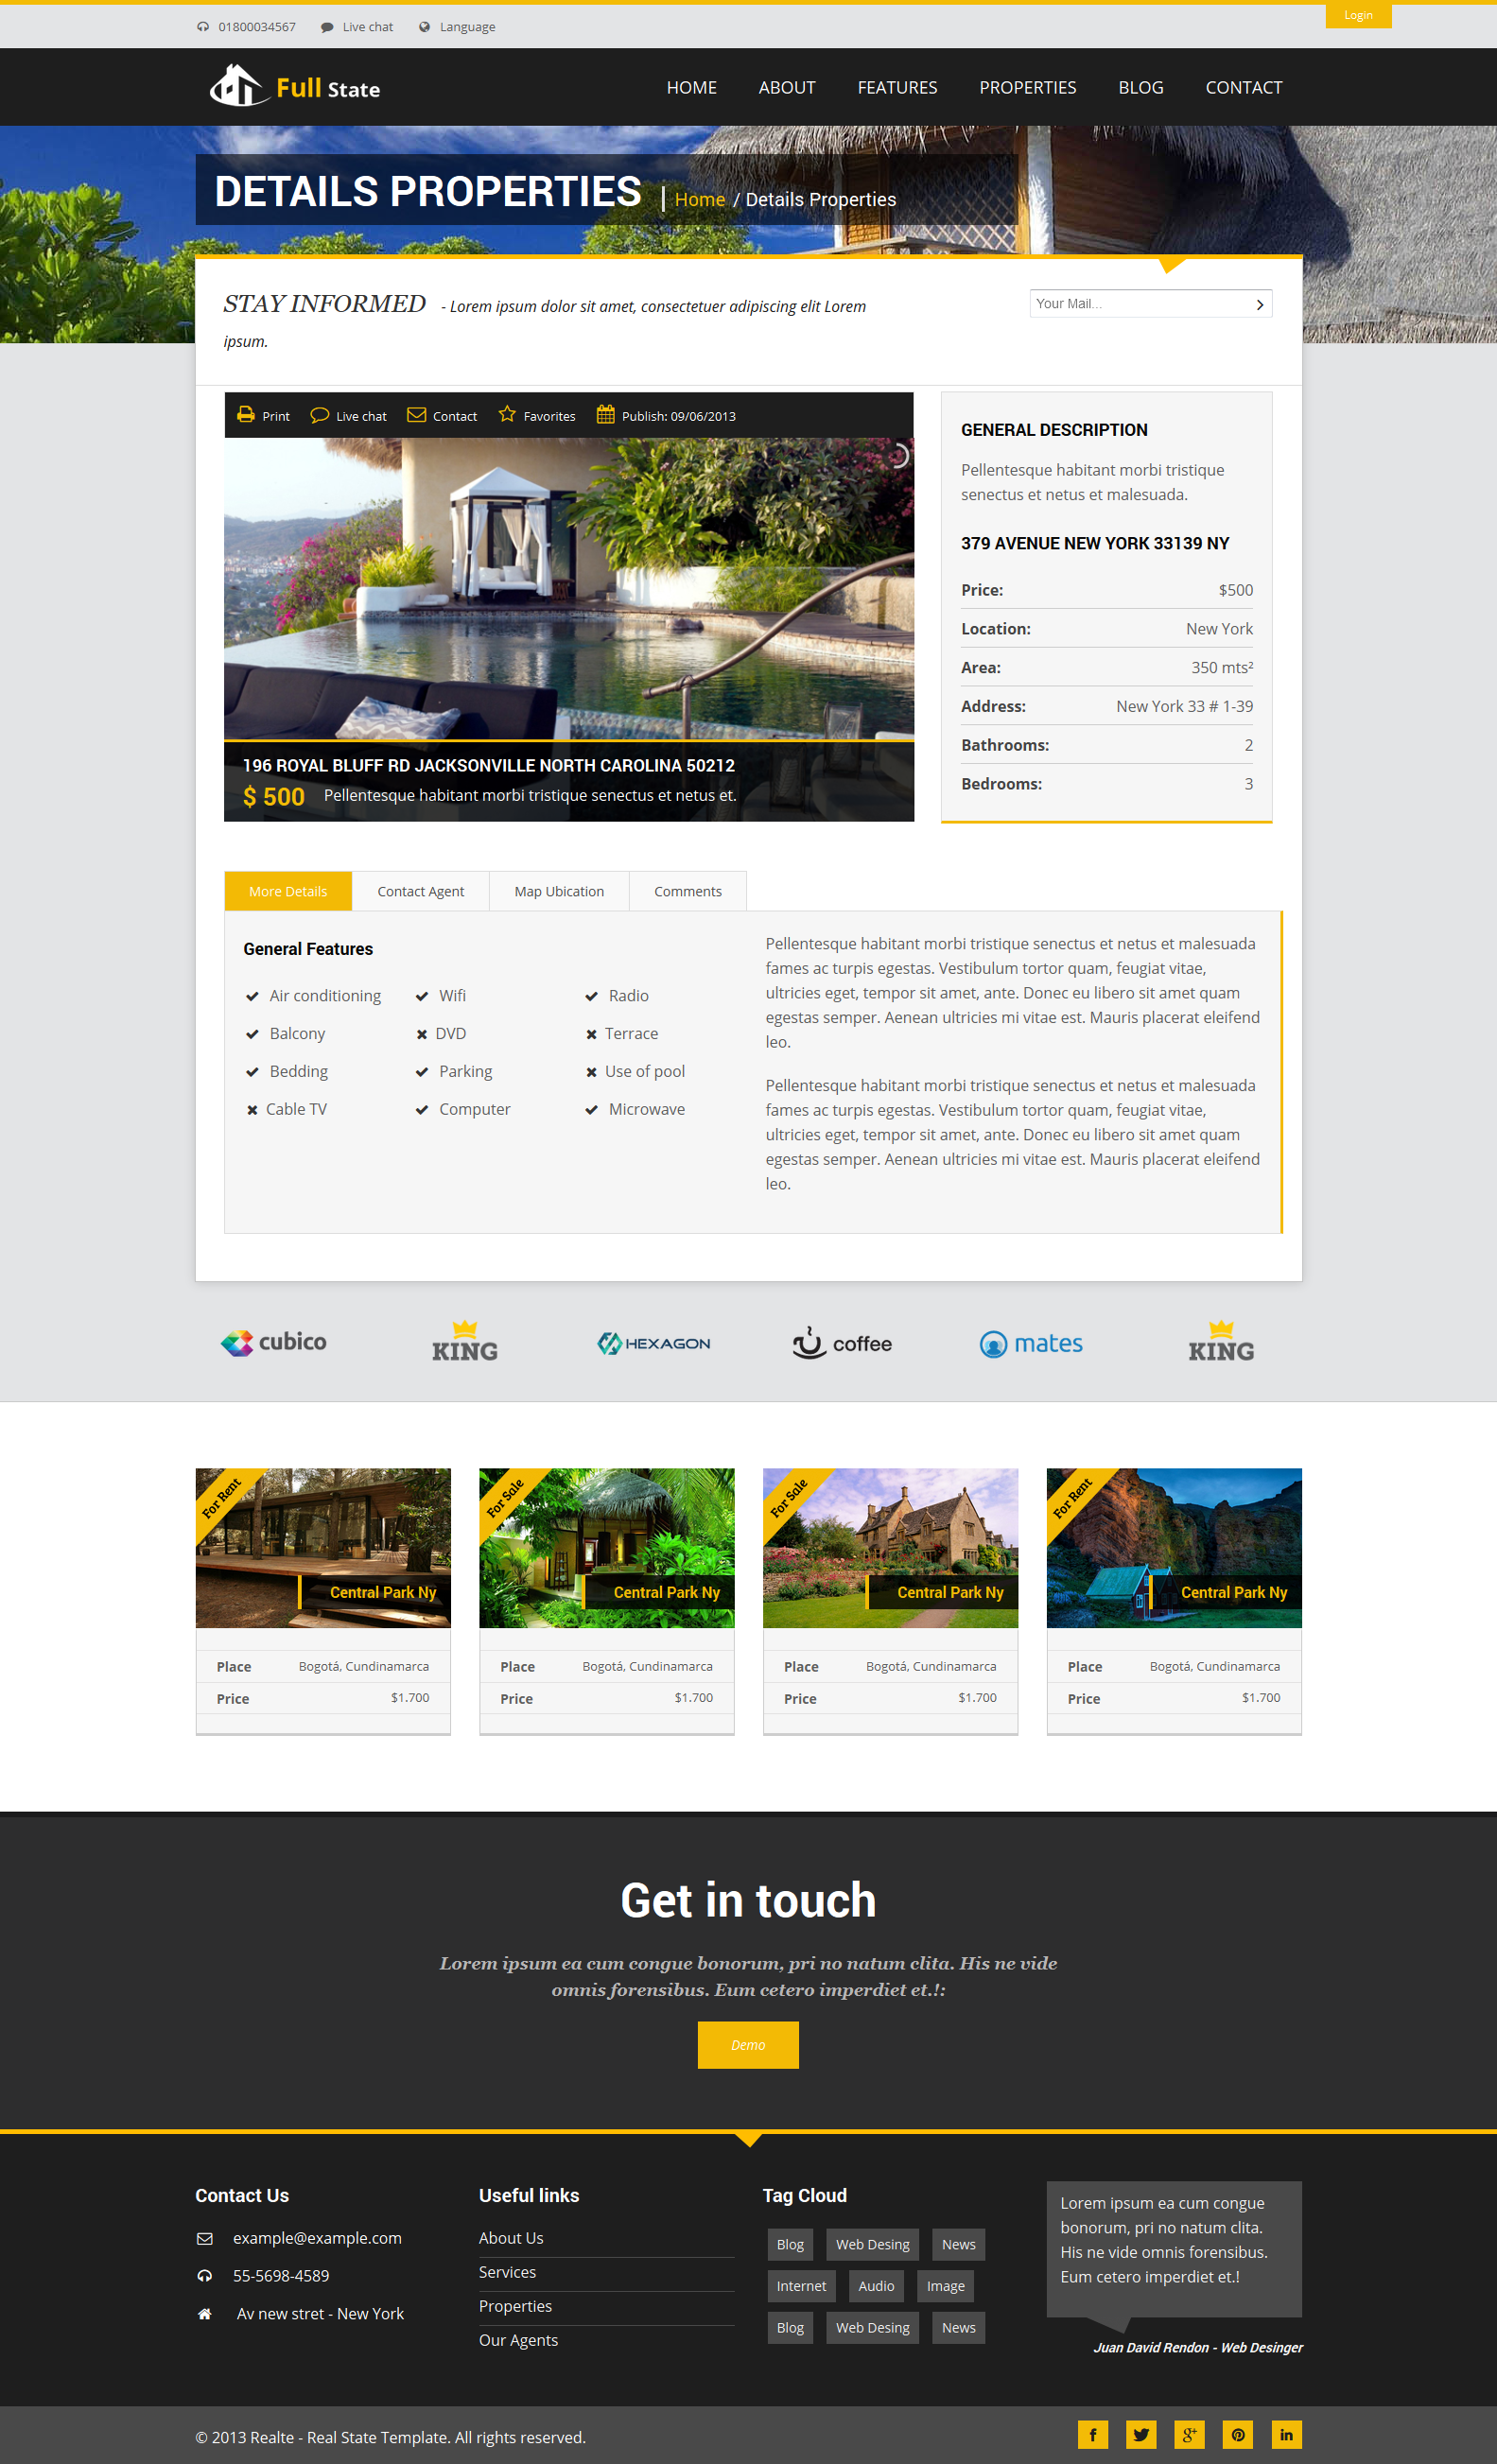 01800034567 Live chat Language
Login
Full State
HOME ABOUT FEATURES PROPERTIES BLOG CONTACT
DETAILS PROPERTIES Home / Details Properties
STAY INFORMED - Lorem ipsum dolor sit amet, consectetuer adipiscing elit Lorem
ipsum.
Your Mail...
Print Live chat Contact Favorites Publish: 09/06/2013
196 ROYAL BLUFF RD JACKSONVILLE NORTH CAROLINA 50212
$ 500 Pellentesque habitant morbi tristique senectus et netus et.
GENERAL DESCRIPTION
Pellentesque habitant morbi tristique
senectus et netus et malesuada.
379 AVENUE NEW YORK 33139 NY
Price: $500
Location: New York
Area: 350 mts²
Address: New York 33 # 1-39
Bathrooms: 2
Bedrooms: 3
More Details Contact Agent Map Ubication Comments
General Features
Air conditioning Wifi Radio
Balcony DVD Terrace
Bedding Parking Use of pool
Cable TV Computer Microwave
Pellentesque habitant morbi tristique senectus et netus et malesuada
fames ac turpis egestas. Vestibulum tortor quam, feugiat vitae,
ultricies eget, tempor sit amet, ante. Donec eu libero sit amet quam
egestas semper. Aenean ultricies mi vitae est. Mauris placerat eleifend
leo.
Pellentesque habitant morbi tristique senectus et netus et malesuada
fames ac turpis egestas. Vestibulum tortor quam, feugiat vitae,
ultricies eget, tempor sit amet, ante. Donec eu libero sit amet quam
egestas semper. Aenean ultricies mi vitae est. Mauris placerat eleifend
leo.
cubico KING HEXAGON coffee mates KING
For Rent
Central Park Ny
Place Bogotá, Cundinamarca
Price $1.700
For Sale
Central Park Ny
Place Bogotá, Cundinamarca
Price $1.700
For Sale
Central Park Ny
Place Bogotá, Cundinamarca
Price $1.700
For Rent
Central Park Ny
Place Bogotá, Cundinamarca
Price $1.700
Get in touch
Lorem ipsum ea cum congue bonorum, pri no natum clita. His ne vide
omnis forensibus. Eum cetero imperdiet et.!:
Demo
Contact Us
example@example.com
55-5698-4589
Av new stret - New York
Useful links
About Us
Services
Properties
Our Agents
Tag Cloud
Blog Web Desing News
Internet Audio Image
Blog Web Desing News
Lorem ipsum ea cum congue
bonorum, pri no natum clita.
His ne vide omnis forensibus.
Eum cetero imperdiet et.!
Juan David Rendon - Web Desinger
© 2013 Realte - Real State Template. All rights reserved.